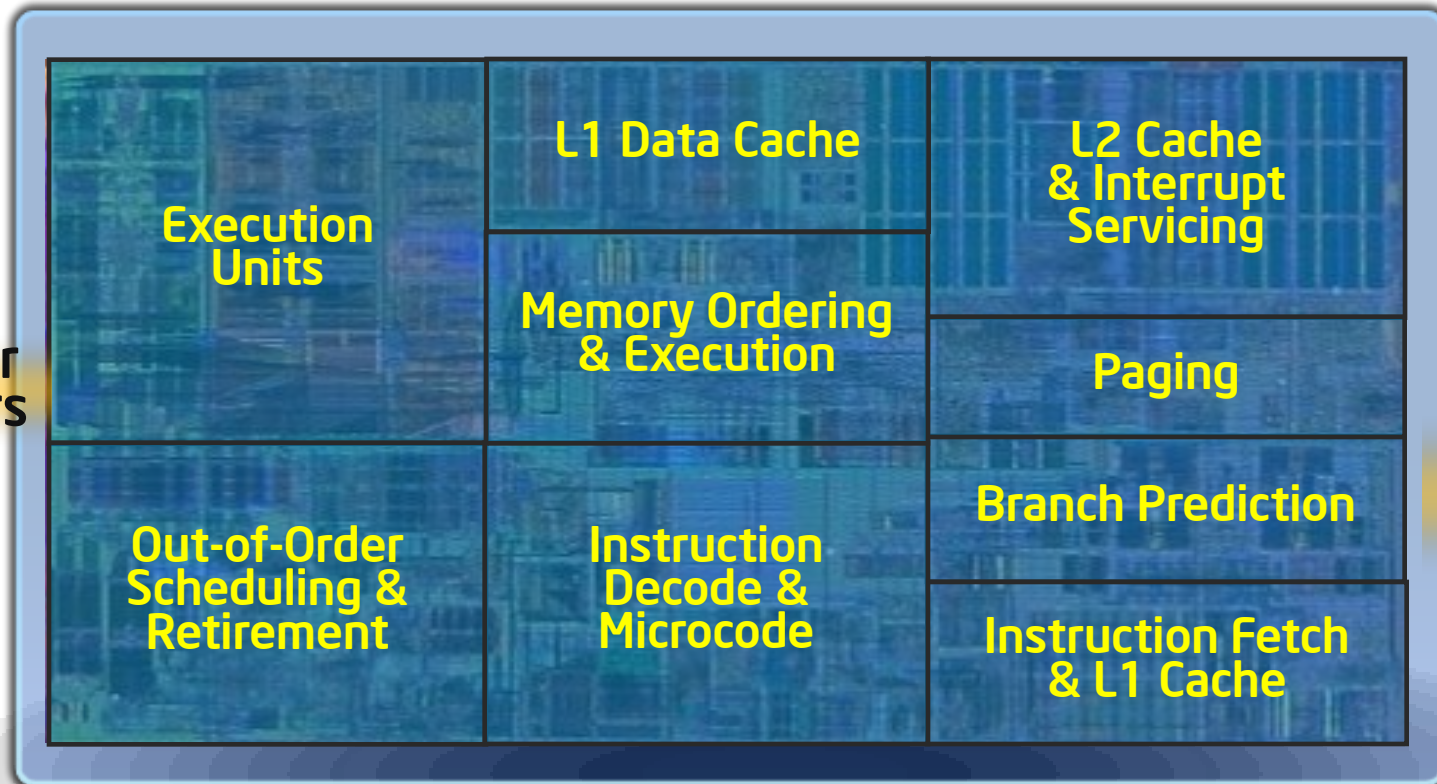 Execution
Units
L1 Data Cache
L2 Cache
& Interrupt
Servicing
Memory Ordering
& Execution
Paging
Out-of-Order
Scheduling &
Retirement
Instruction
Decode &
Microcode
Branch Prediction
Instruction Fetch
& L1 Cache